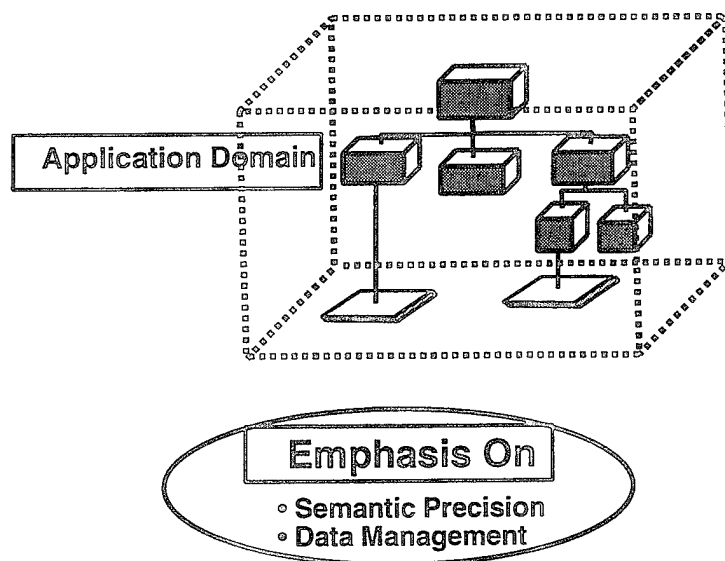 Application Domain
Emphasis On
◦ Semantic Precision
• Data Management